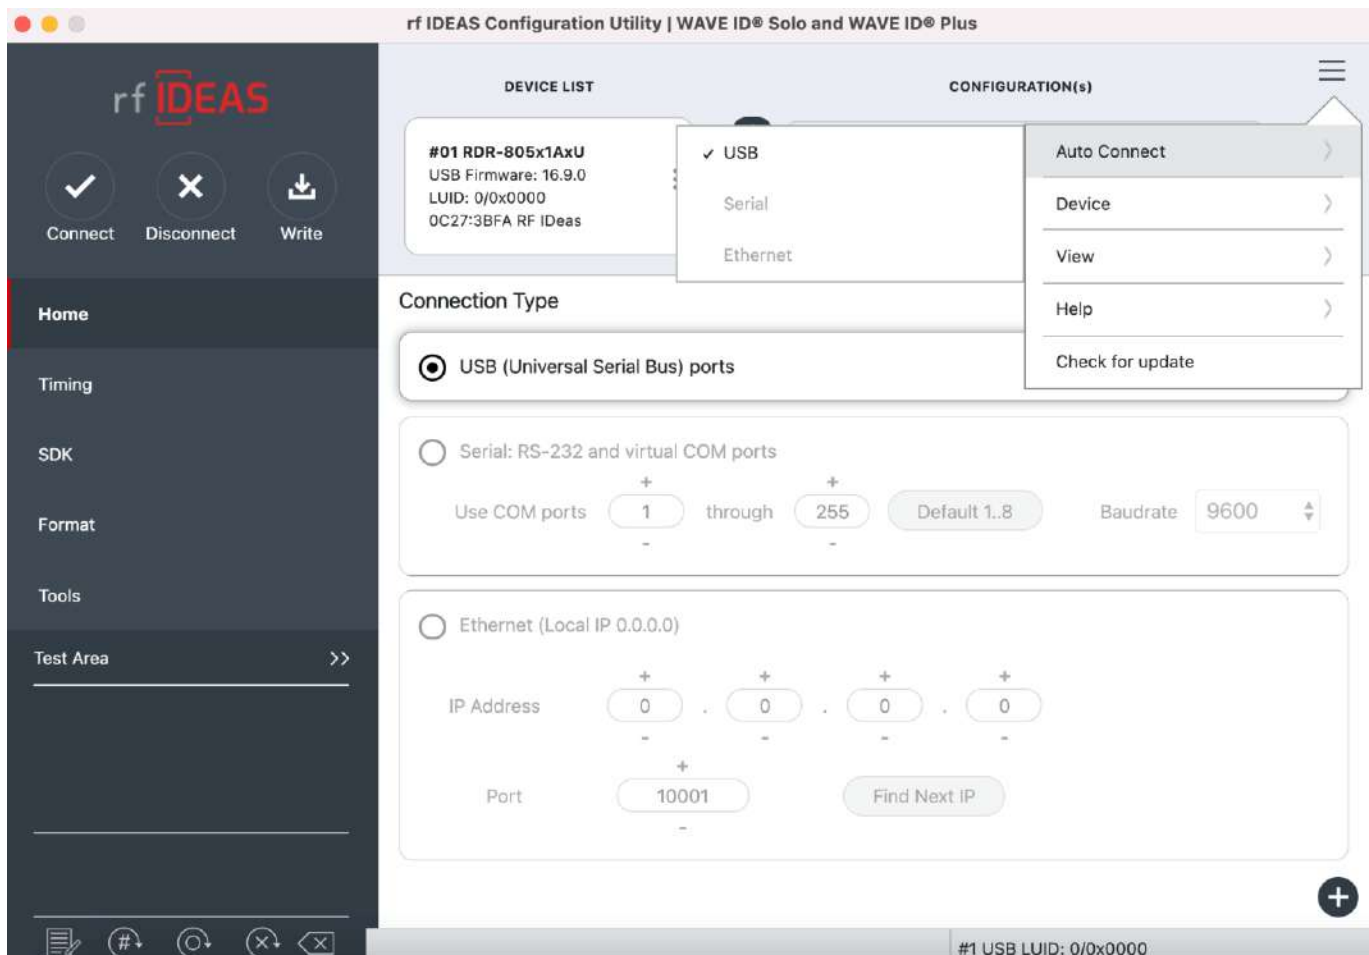 rf IDEAS Configuration Utility | WAVE ID® Solo and WAVE ID® Plus
rf IDEAS
Connect
Disconnect
Write
Home
Timing
SDK
Format
Tools
Test Area >>
DEVICE LIST
CONFIGURATION(s)
#01 RDR-805x1AxU
USB Firmware: 16.9.0
LUID: 0/0x0000
0C27:3BFA RF IDeas
✓ USB
Serial
Ethernet
Auto Connect
Device
View
Help
Check for update
Connection Type
USB (Universal Serial Bus) ports
Serial: RS-232 and virtual COM ports
+ +
Use COM ports 1 through 255 Default 1..8 Baudrate 9600
- -
Ethernet (Local IP 0.0.0.0)
+ + + +
IP Address 0 . 0 . 0 . 0
- - - -
+
Port 10001 Find Next IP
-
+
#1 USB LUID: 0/0x0000